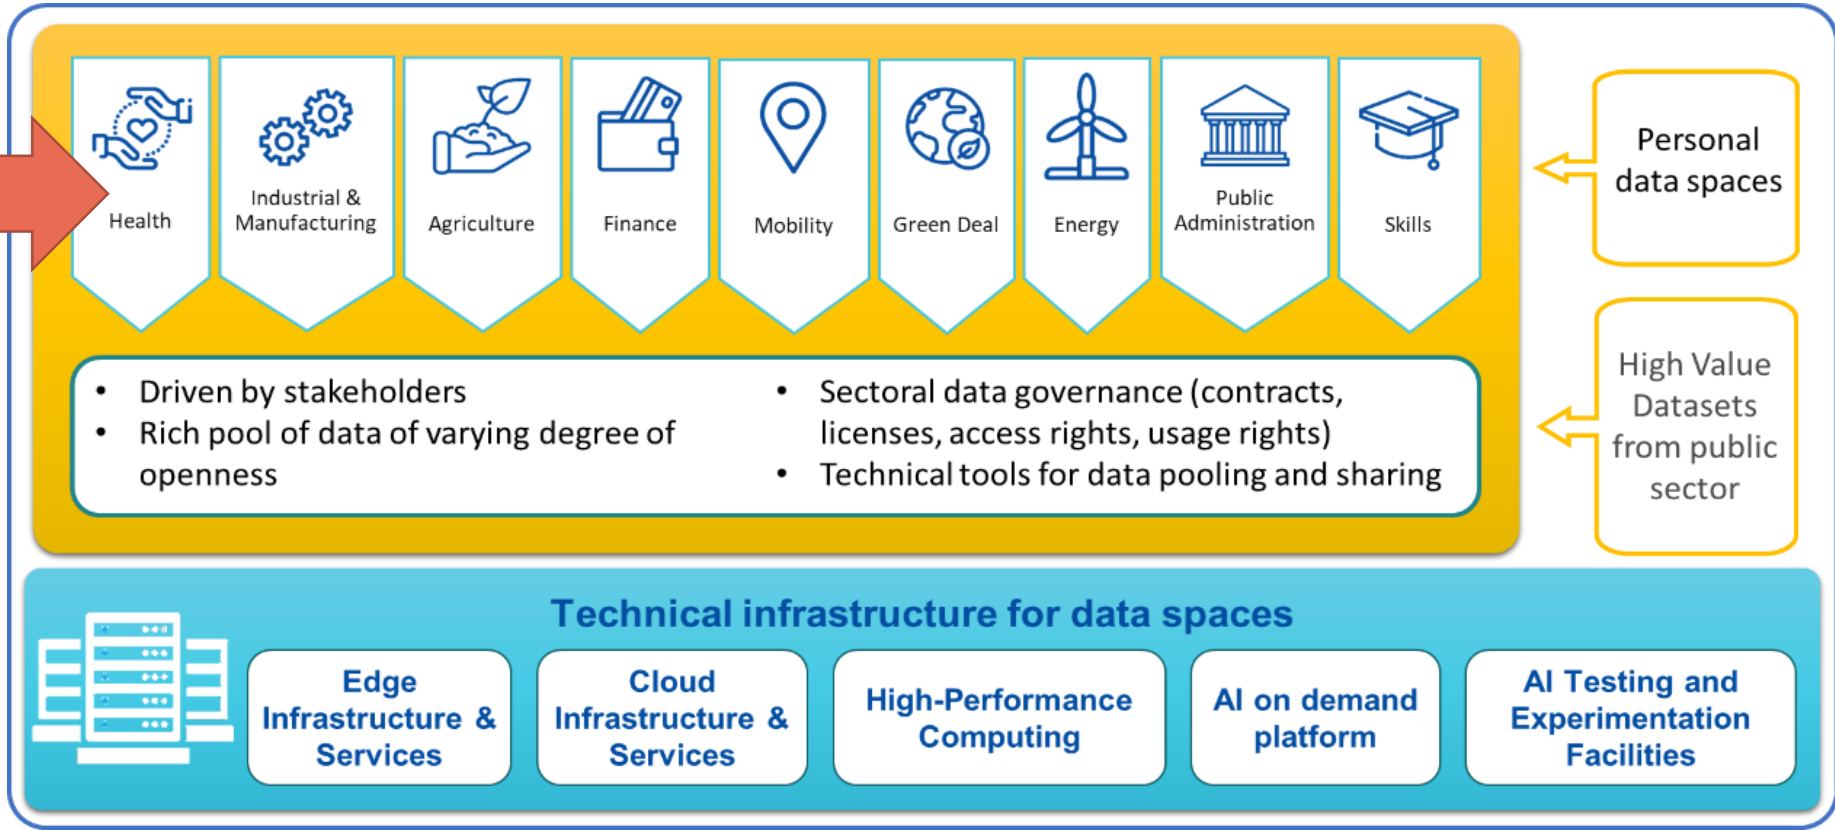 Health
Industrial &
Manufacturing
Agriculture
Finance
Mobility
Green Deal
Energy
Public
Administration
Skills
Personal
data spaces
• Driven by stakeholders
• Rich pool of data of varying degree of
openness
• Sectoral data governance (contracts,
licenses, access rights, usage rights)
• Technical tools for data pooling and sharing
High Value
Datasets
from public
sector
Technical infrastructure for data spaces
Edge
Infrastructure &
Services
Cloud
Infrastructure &
Services
High-Performance
Computing
AI on demand
platform
AI Testing and
Experimentation
Facilities